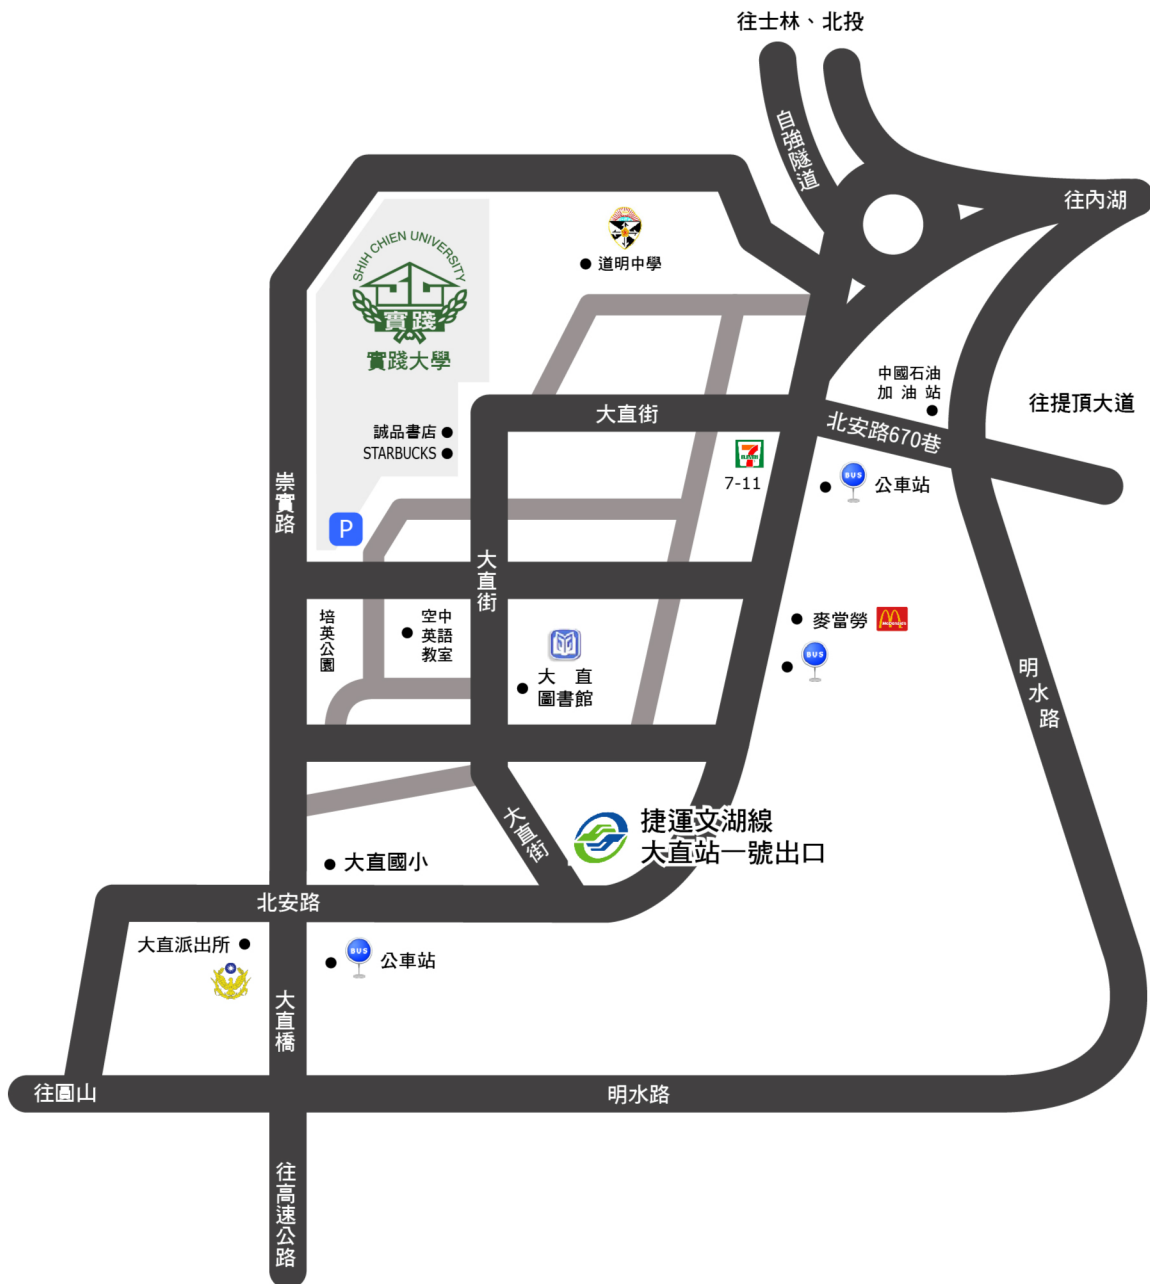 往士林、北投
自強隧道
往內湖
SHIH CHIEN UNIVERSITY
實踐
實踐大學
道明中學
中國石油
加油站
往提頂大道
大直街
北安路670巷
誠品書店
STARBUCKS
7-11
BUS
公車站
崇實路
P
大直街
培英公園
空中
英語
教室
大直
圖書館
麥當勞
BUS
明水路
大直街
捷運文湖線
大直站一號出口
大直國小
北安路
大直派出所
BUS
公車站
大直橋
往圓山
明水路
往高速公路